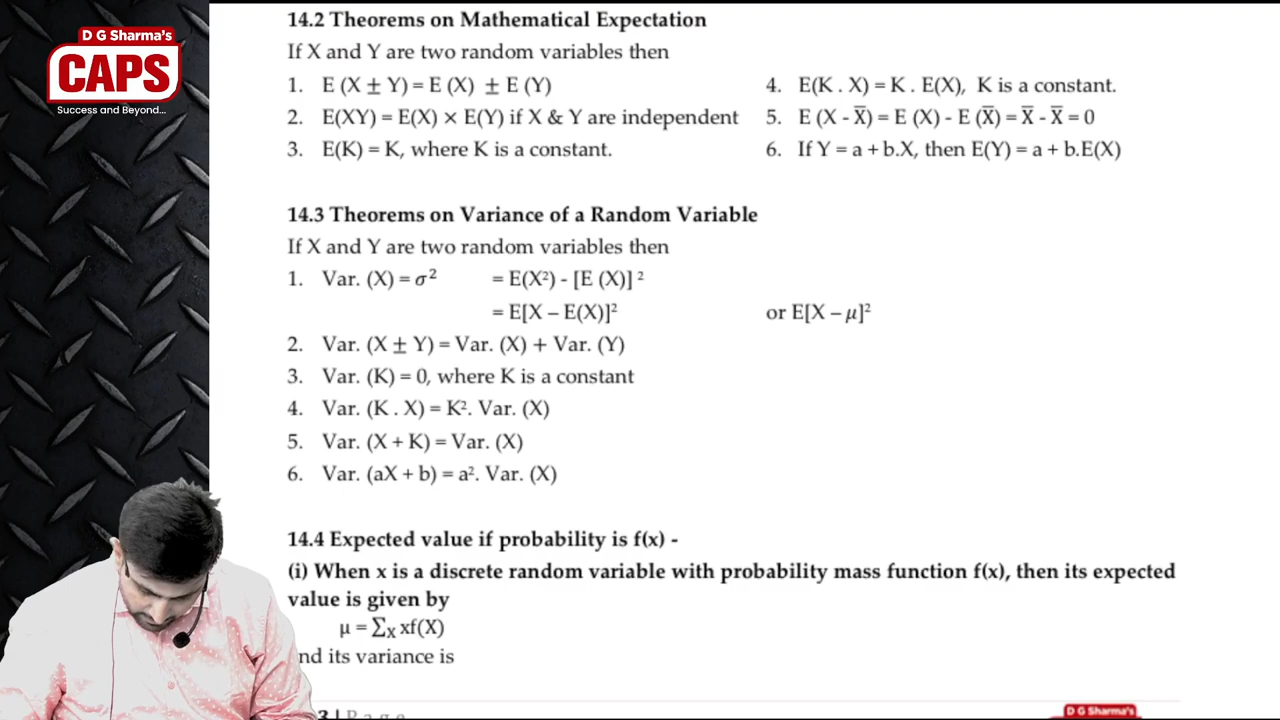 D G Sharma's
CAPS
Success and Beyond...
14.2 Theorems on Mathematical Expectation
If X and Y are two random variables then
1. E (X ± Y) = E (X) ± E (Y)
2. E(XY) = E(X) × E(Y) if X & Y are independent
3. E(K) = K, where K is a constant.
4. E(K . X) = K . E(X), K is a constant.
5. E (X - X̅) = E (X) - E (X̅) = X̅ - X̅ = 0
6. If Y = a + b.X, then E(Y) = a + b.E(X)
14.3 Theorems on Variance of a Random Variable
If X and Y are two random variables then
1. Var. (X) = σ² = E(X²) - [E (X)] ²
= E[X – E(X)]² or E[X – μ]²
2. Var. (X ± Y) = Var. (X) + Var. (Y)
3. Var. (K) = 0, where K is a constant
4. Var. (K . X) = K². Var. (X)
5. Var. (X + K) = Var. (X)
6. Var. (aX + b) = a². Var. (X)
14.4 Expected value if probability is f(x) -
(i) When x is a discrete random variable with probability mass function f(x), then its expected
value is given by
μ = ∑x xf(X)
nd its variance is
3 | P a g e
D G Sharma's